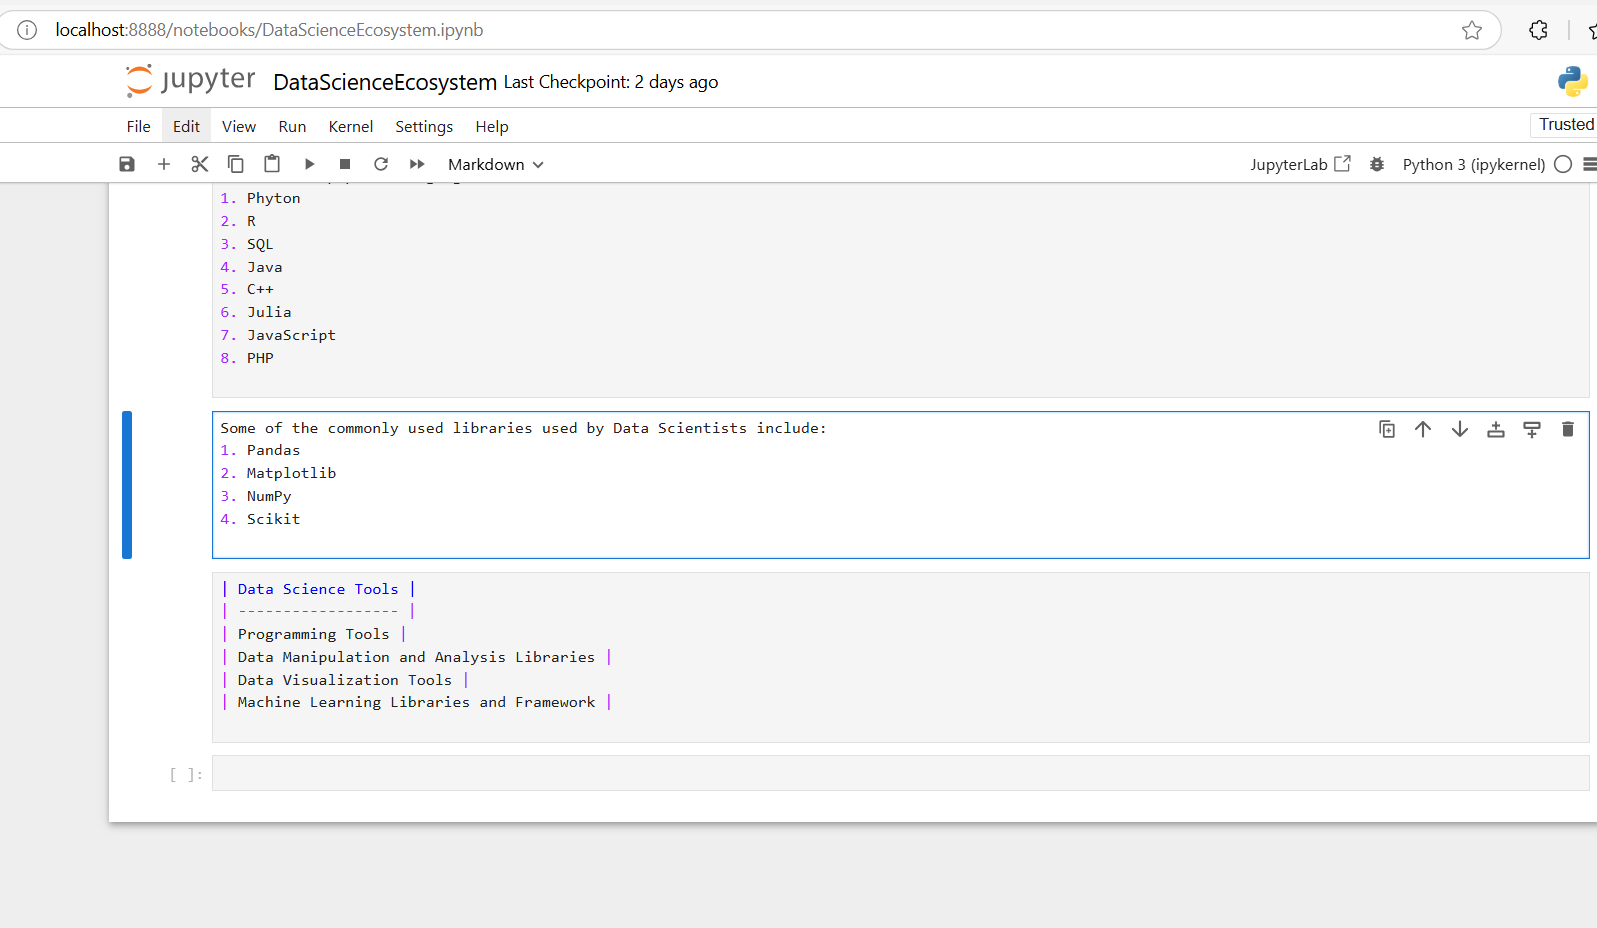 localhost:8888/notebooks/DataScienceEcosystem.ipynb
jupyter DataScienceEcosystem Last Checkpoint: 2 days ago
File Edit View Run Kernel Settings Help Trusted
Markdown JupyterLab Python 3 (ipykernel)
1. Phyton
2. R
3. SQL
4. Java
5. C++
6. Julia
7. JavaScript
8. PHP
Some of the commonly used libraries used by Data Scientists include:
1. Pandas
2. Matplotlib
3. NumPy
4. Scikit
| Data Science Tools |
| ------------------ |
| Programming Tools |
| Data Manipulation and Analysis Libraries |
| Data Visualization Tools |
| Machine Learning Libraries and Framework |
[ ]: